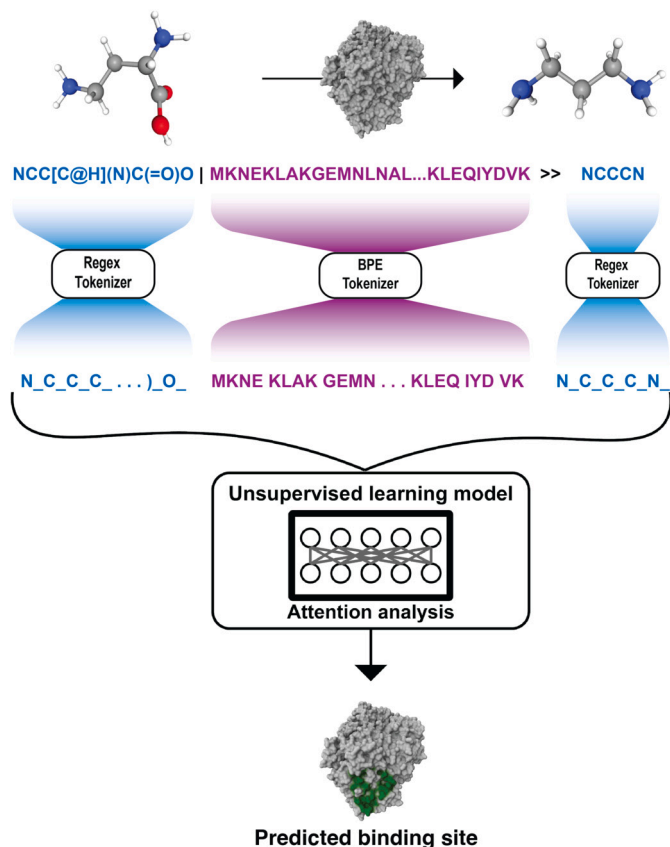 NCC[C@H](N)C(=O)O | MKNEKLAKGEMNLNAL...KLEQIYDVK >> NCCCN
Regex
Tokenizer
BPE
Tokenizer
Regex
Tokenizer
N_C_C_C_ . . . )_O_ MKNE KLAK GEMN . . . KLEQ IYD VK N_C_C_C_N_
Unsupervised learning model
Attention analysis
Predicted binding site